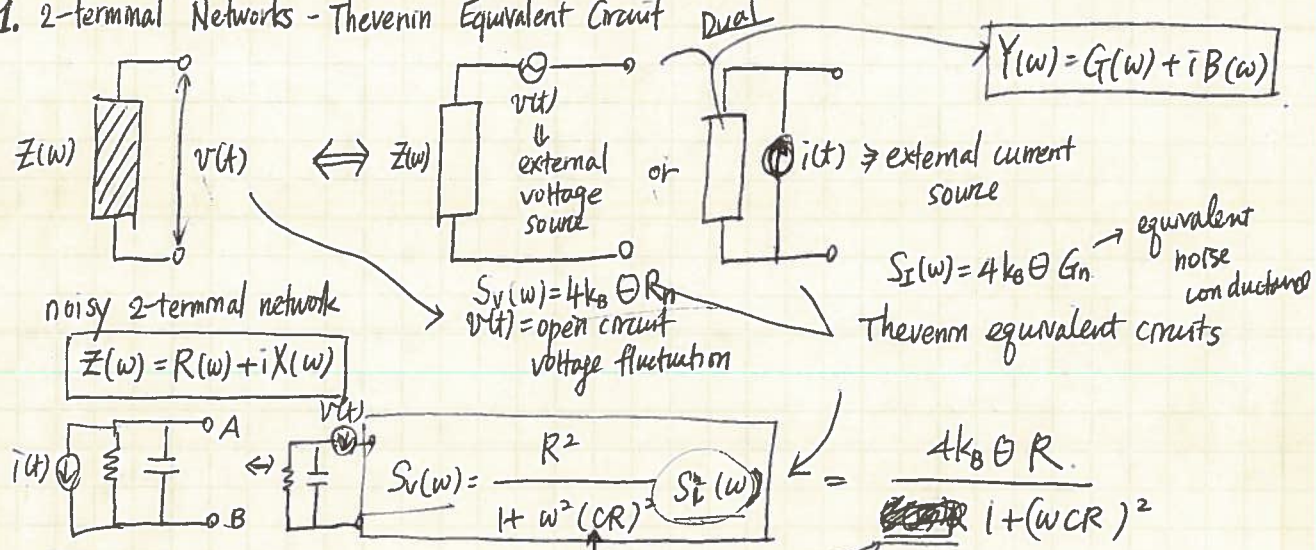 1. 2-terminal Networks - Thevenin Equivalent Circuit
Dual
Y(ω) = G(ω) + i B(ω)
Z(ω)
v(t)
⇔
Z(ω)
v(t)
⇓
external
voltage
source
or
i(t) ⇒ external current
source
S_I(ω) = 4k_B Θ G_n → equivalent
noise
conductance
noisy 2-terminal network
S_V(ω) = 4k_B Θ R_n
v(t) = open circuit
voltage fluctuation
Thevenin equivalent circuits
Z(ω) = R(ω) + i X(ω)
i(t)
A
B
⇔
v(t)
S_V(ω) = R² / (1 + ω²(CR)²) S_i(ω) = 4k_B Θ R / (1 + (ωCR)²)